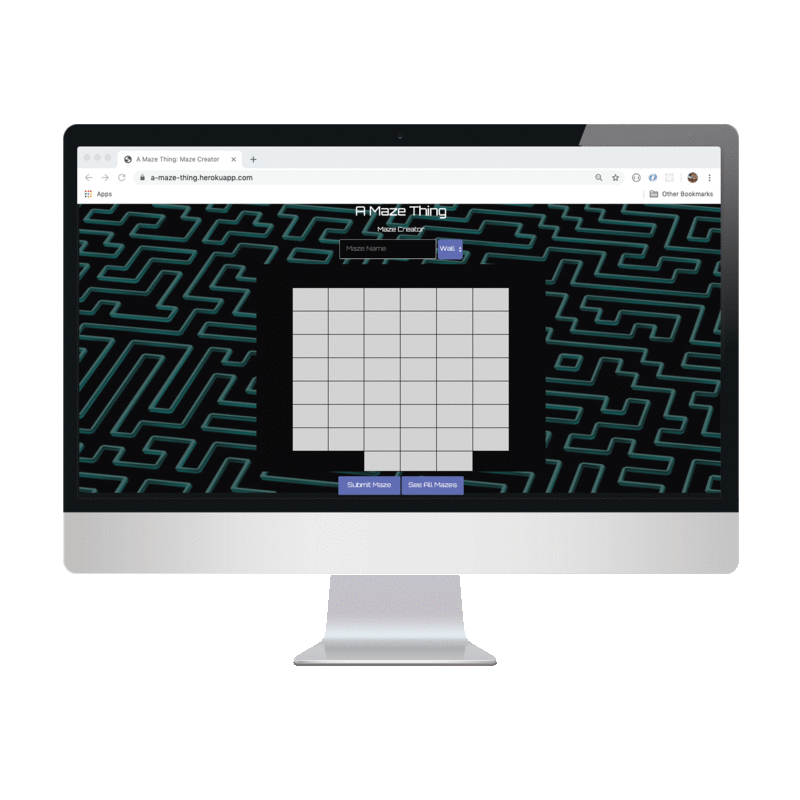 A Maze Thing: Maze Creator
a-maze-thing.herokuapp.com
Apps
Other Bookmarks
A Maze Thing
Maze Creator
Maze Name
Wall
Submit Maze
See All Mazes